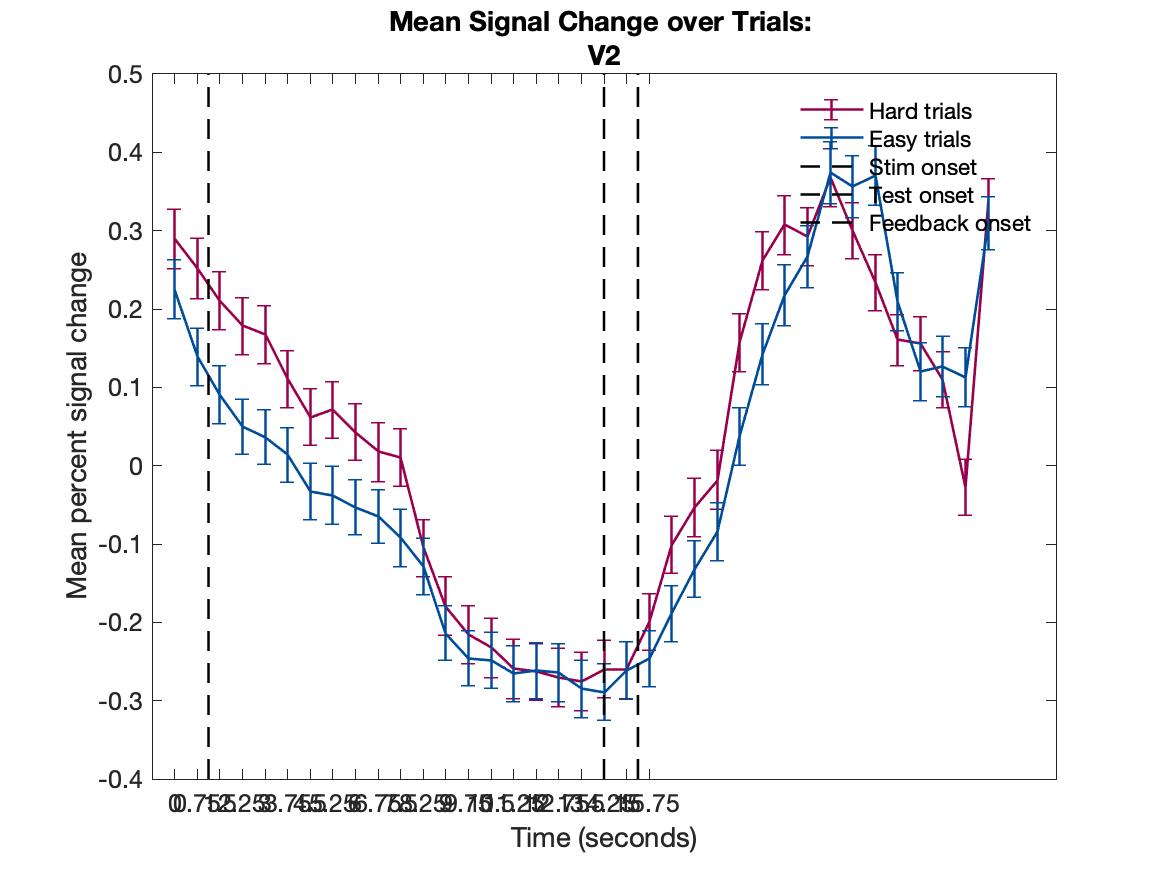 Mean Signal Change over Trials:
V2
Hard trials
Easy trials
Stim onset
Test onset
Feedback onset
Mean percent signal change
0.5
0.4
0.3
0.2
0.1
0
-0.1
-0.2
-0.3
-0.4
Time (seconds)